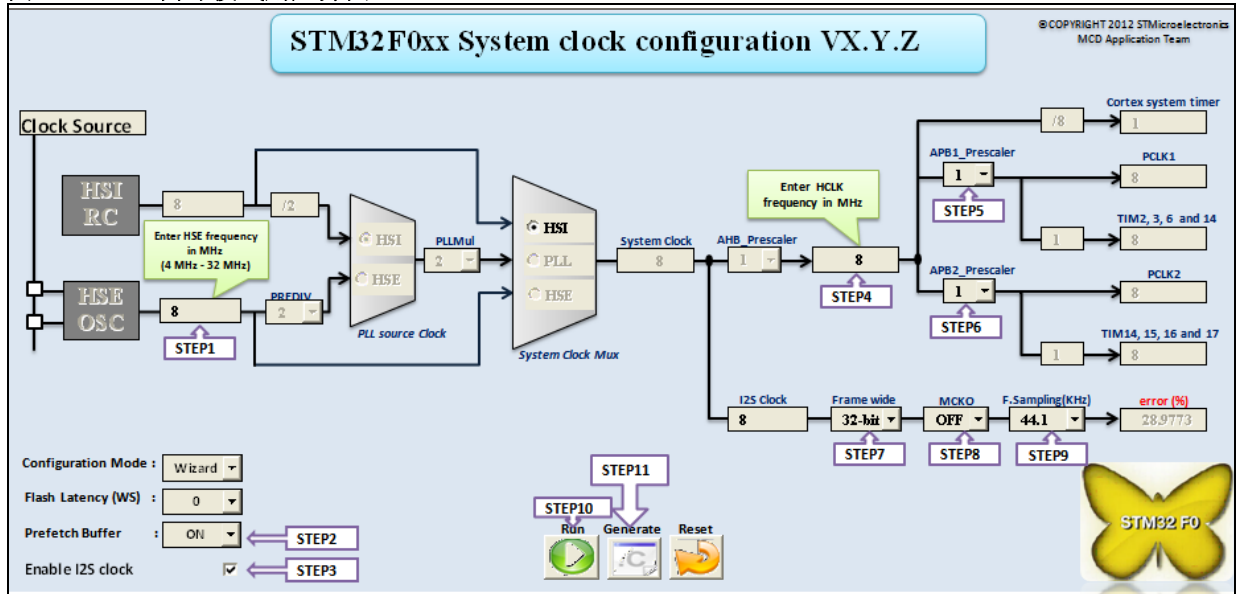 STM32F0xx System clock configuration VX.Y.Z
©COPYRIGHT 2012 STMicroelectronics
MCD Application Team
Clock Source
HSI
RC
8
/2
Enter HSE frequency
in MHz
(4 MHz - 32 MHz)
HSE
OSC
8
STEP1
PREDIV
2
HSI
HSE
PLL source Clock
PLLMul
2
HSI
PLL
HSE
System Clock Mux
System Clock
8
AHB_Prescaler
1
Enter HCLK
frequency in MHz
8
STEP4
/8
Cortex system timer
1
APB1_Prescaler
1
STEP5
PCLK1
8
TIM2, 3, 6 and 14
1
8
APB2_Prescaler
1
STEP6
PCLK2
8
TIM14, 15, 16 and 17
1
8
I2S Clock
8
Frame wide
32-bit
STEP7
MCKO
OFF
STEP8
F.Sampling(KHz)
44.1
STEP9
error (%)
28.9773
Configuration Mode : Wizard
Flash Latency (WS) : 0
Prefetch Buffer : ON
STEP2
Enable I2S clock
STEP3
STEP11
STEP10
Run Generate Reset
.C
STM32 F0